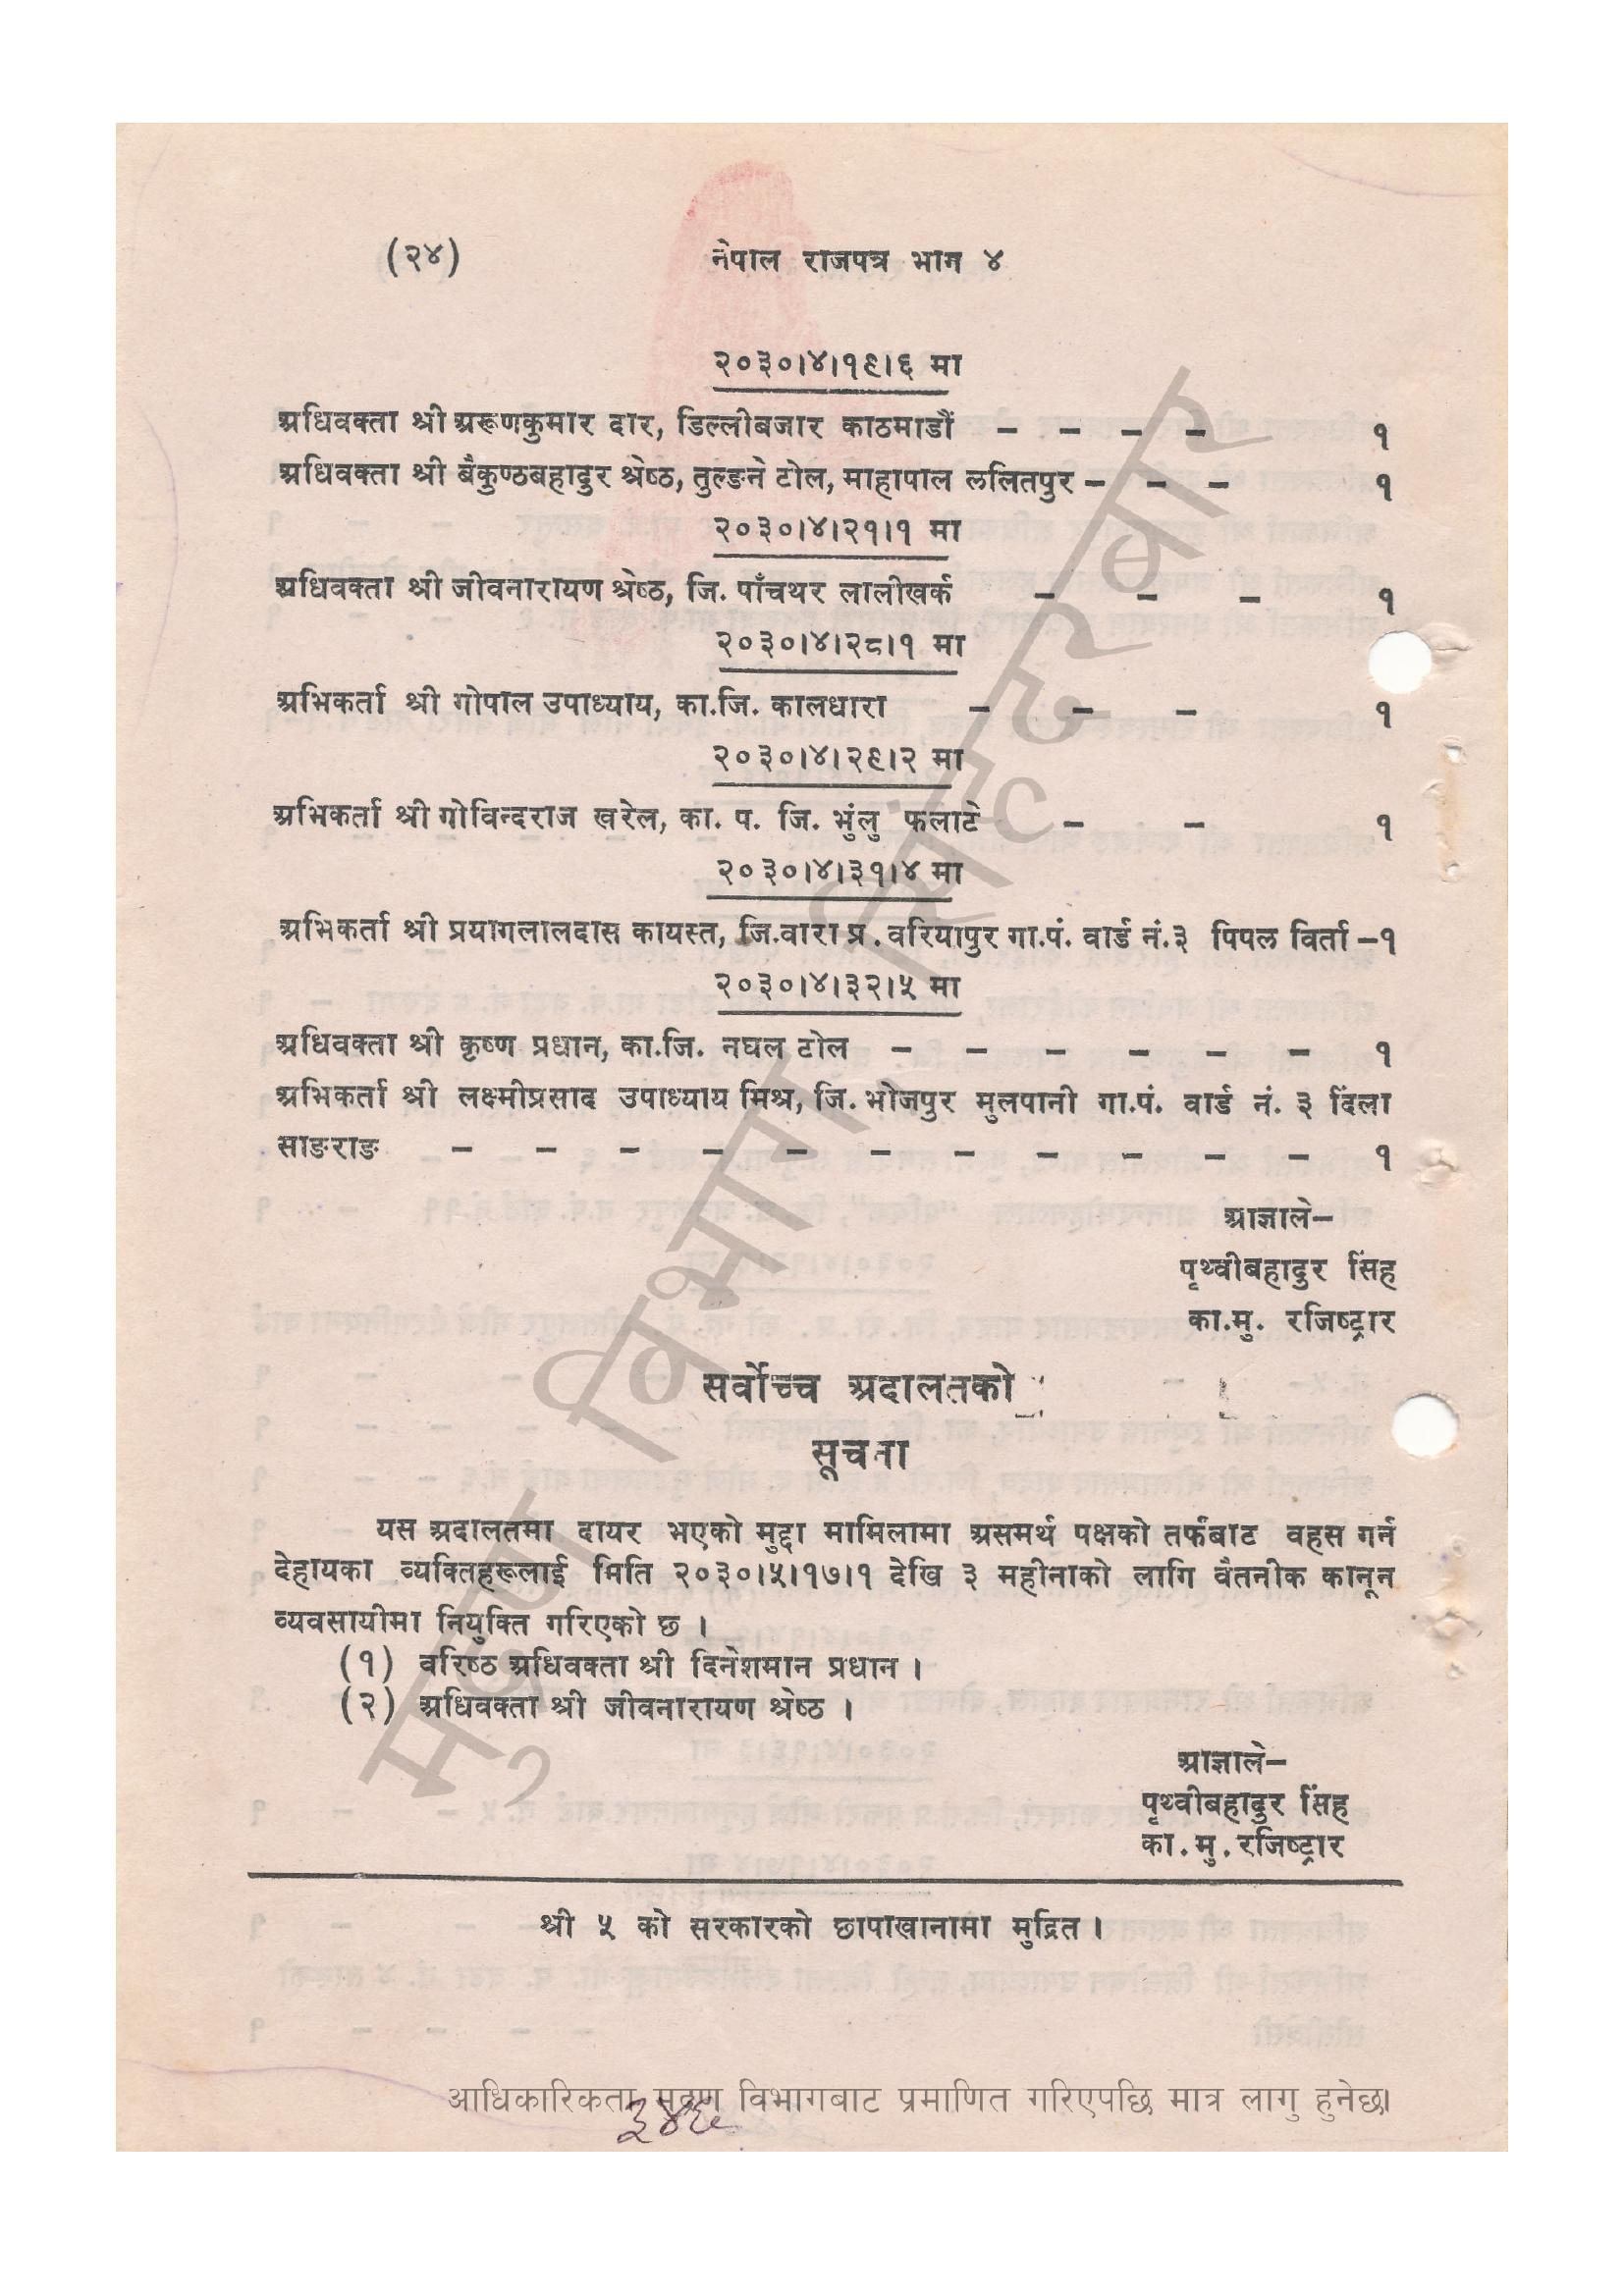 (२४) नेपाल राजपत्र भाग ४
२०३०।४।१९।६ मा
अधिवक्ता श्री अरूणकुमार दार, डिल्लीबजार काठमाडौं – – – – १
अधिवक्ता श्री बैकुण्ठबहादुर श्रेष्ठ, तुल्ङने टोल, माहापाल ललितपुर – – – १
२०३०।४।२१।१ मा
अधिवक्ता श्री जीवनारायण श्रेष्ठ, जि. पाँचथर लालीखर्क – – – १
२०३०।४।२८।१ मा
अभिकर्ता श्री गोपाल उपाध्याय, का.जि. कालधारा – – – १
२०३०।४।२९।२ मा
अभिकर्ता श्री गोविन्दराज खरेल, का. प. जि. भुंलु फलाटे – – १
२०३०।४।३१।४ मा
अभिकर्ता श्री प्रयागलालदास कायस्त, जि.वारा प्र. वरियापुर गा.पं. वार्ड नं.३ पिपल विर्ता –१
२०३०।४।३२।५ मा
अधिवक्ता श्री कृष्ण प्रधान, का.जि. नघल टोल – – – – – – १
अभिकर्ता श्री लक्ष्मीप्रसाद उपाध्याय मिश्र, जि. भोजपुर मुलपानी गा.पं. वार्ड नं. ३ दिंला
साङराङ – – – – – – – – – – – १
आज्ञाले–
पृथ्वीबहादुर सिंह
का.मु. रजिष्ट्रार
सर्वोच्च अदालतको
सूचना
यस अदालतमा दायर भएको मुद्दा मामिलामा असमर्थ पक्षको तर्फबाट वहस गर्न
देहायका व्यक्तिहरूलाई मिति २०३०।५।१७।१ देखि ३ महीनाको लागि वैतनीक कानून
व्यवसायीमा नियुक्ति गरिएको छ ।
(१) वरिष्ठ अधिवक्ता श्री दिनेशमान प्रधान ।
(२) अधिवक्ता श्री जीवनारायण श्रेष्ठ ।
आज्ञाले–
पृथ्वीबहादुर सिंह
का. मु. रजिष्ट्रार
श्री ५ को सरकारको छापाखानामा मुद्रित ।
आधिकारिकता मुद्रण विभागबाट प्रमाणित गरिएपछि मात्र लागु हुनेछ।
३४६
मुद्रण विभाग, सिंहदरबार